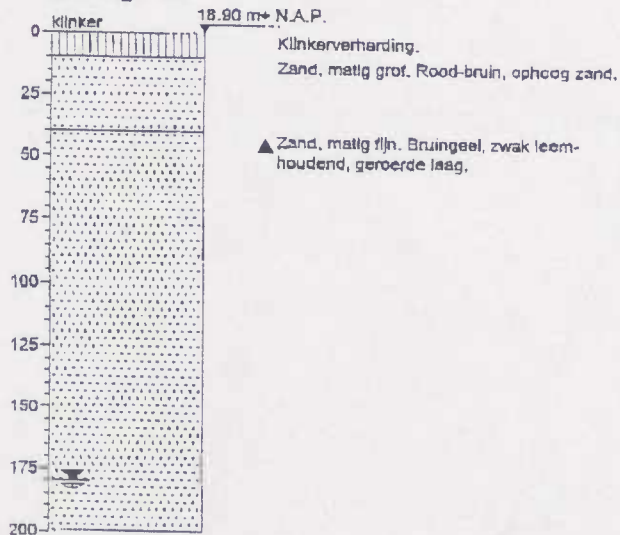 klinker
18.90 m+ N.A.P.
0
Klinkerverharding.
Zand, matig grof. Rood-bruin, ophoog zand.
25
50
Zand, matig fijn. Bruingeel, zwak leem-
houdend, geroerde laag.
75
100
125
150
175
200